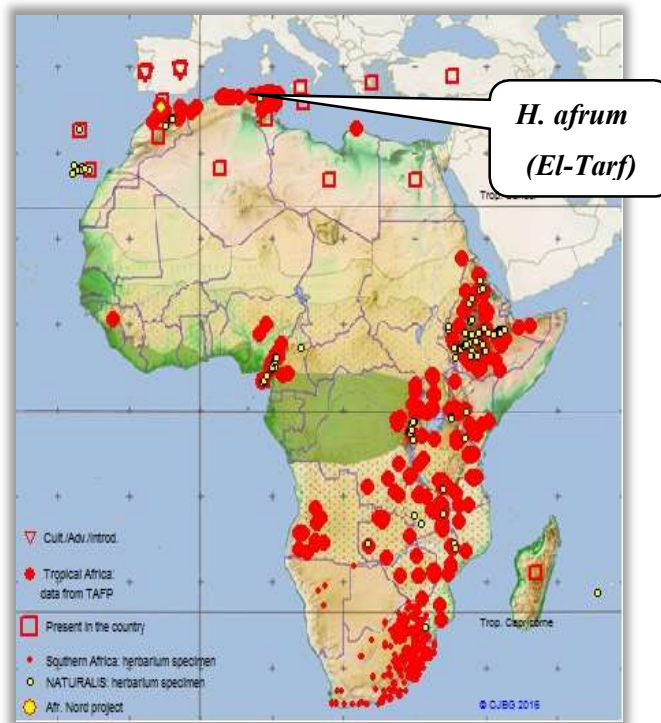 H. afrum
(El-Tarf)
Trop. Cancer
▽ Cult./Adv./Introd.
Tropical Africa:
data from TAFP
Present in the country
Trop. Capricorne
Southern Africa: herbarium specimen
NATURALIS: herbarium specimen
Afr. Nord project
© CJBG 2016